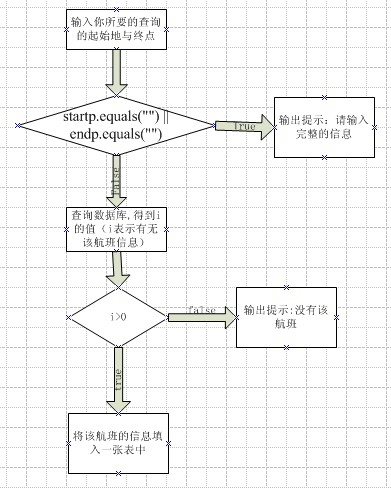 输入你所要的查询
的起始地与终点
startp.equals("") ||
endp.equals("")
True
输出提示: 请输入
完整的信息
False
查询数据库,得到i
的值（i表示有无
该航班信息）
i>0
false
输出提示:没有该
航班
true
将该航班的信息填
入一张表中